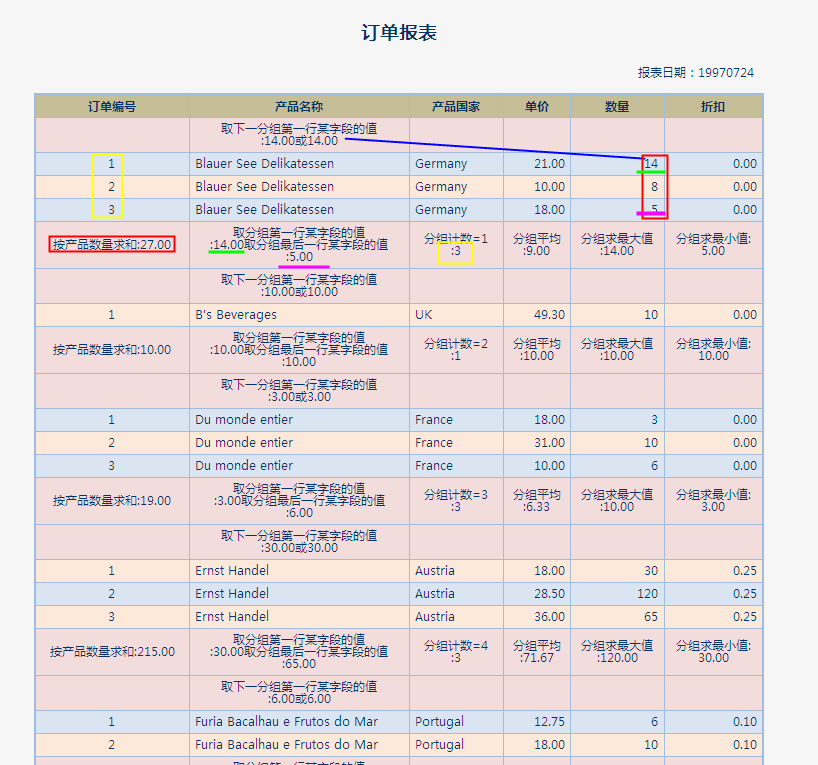 订单报表
报表日期：19970724
订单编号 产品名称 产品国家 单价 数量 折扣
取下一分组第一行某字段的值
:14.00或14.00
1 Blauer See Delikatessen Germany 21.00 14 0.00
2 Blauer See Delikatessen Germany 10.00 8 0.00
3 Blauer See Delikatessen Germany 18.00 5 0.00
按产品数量求和:27.00 取分组第一行某字段的值
:14.00取分组最后一行某字段的值
:5.00 分组计数=1
:3 分组平均
:9.00 分组求最大值
:14.00 分组求最小值:
5.00
取下一分组第一行某字段的值
:10.00或10.00
1 B's Beverages UK 49.30 10 0.00
按产品数量求和:10.00 取分组第一行某字段的值
:10.00取分组最后一行某字段的值
:10.00 分组计数=2
:1 分组平均
:10.00 分组求最大值
:10.00 分组求最小值:
10.00
取下一分组第一行某字段的值
:3.00或3.00
1 Du monde entier France 18.00 3 0.00
2 Du monde entier France 31.00 10 0.00
3 Du monde entier France 10.00 6 0.00
按产品数量求和:19.00 取分组第一行某字段的值
:3.00取分组最后一行某字段的值
:6.00 分组计数=3
:3 分组平均
:6.33 分组求最大值
:10.00 分组求最小值:
3.00
取下一分组第一行某字段的值
:30.00或30.00
1 Ernst Handel Austria 18.00 30 0.25
2 Ernst Handel Austria 28.50 120 0.25
3 Ernst Handel Austria 36.00 65 0.25
按产品数量求和:215.00 取分组第一行某字段的值
:30.00取分组最后一行某字段的值
:65.00 分组计数=4
:3 分组平均
:71.67 分组求最大值
:120.00 分组求最小值:
30.00
取下一分组第一行某字段的值
:6.00或6.00
1 Furia Bacalhau e Frutos do Mar Portugal 12.75 6 0.10
2 Furia Bacalhau e Frutos do Mar Portugal 18.00 10 0.10